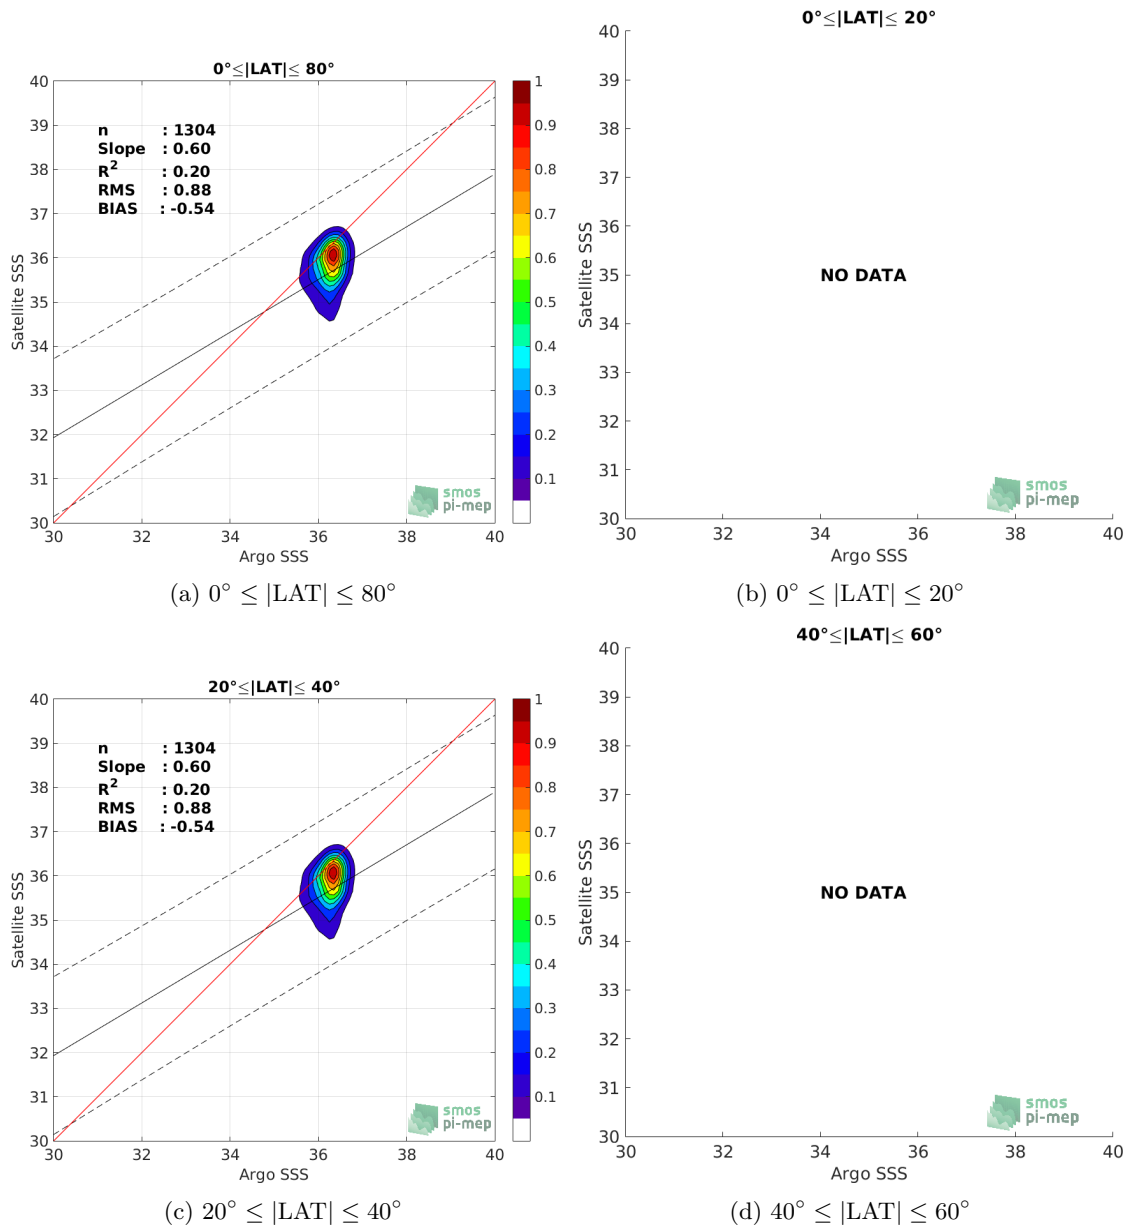 0°≤|LAT|≤ 80°
40
39
38
37
36
35
34
33
32
31
30
Satellite SSS
n : 1304
Slope : 0.60
R² : 0.20
RMS : 0.88
BIAS : -0.54
smos
pi-mep
30 32 34 36 38 40
Argo SSS
1
0.9
0.8
0.7
0.6
0.5
0.4
0.3
0.2
0.1
(a) 0° ≤ |LAT| ≤ 80°
0°≤|LAT|≤ 20°
40
39
38
37
36
35
34
33
32
31
30
Satellite SSS
NO DATA
smos
pi-mep
30 32 34 36 38 40
Argo SSS
(b) 0° ≤ |LAT| ≤ 20°
20°≤|LAT|≤ 40°
40
39
38
37
36
35
34
33
32
31
30
Satellite SSS
n : 1304
Slope : 0.60
R² : 0.20
RMS : 0.88
BIAS : -0.54
smos
pi-mep
30 32 34 36 38 40
Argo SSS
1
0.9
0.8
0.7
0.6
0.5
0.4
0.3
0.2
0.1
(c) 20° ≤ |LAT| ≤ 40°
40°≤|LAT|≤ 60°
40
39
38
37
36
35
34
33
32
31
30
Satellite SSS
NO DATA
smos
pi-mep
30 32 34 36 38 40
Argo SSS
(d) 40° ≤ |LAT| ≤ 60°